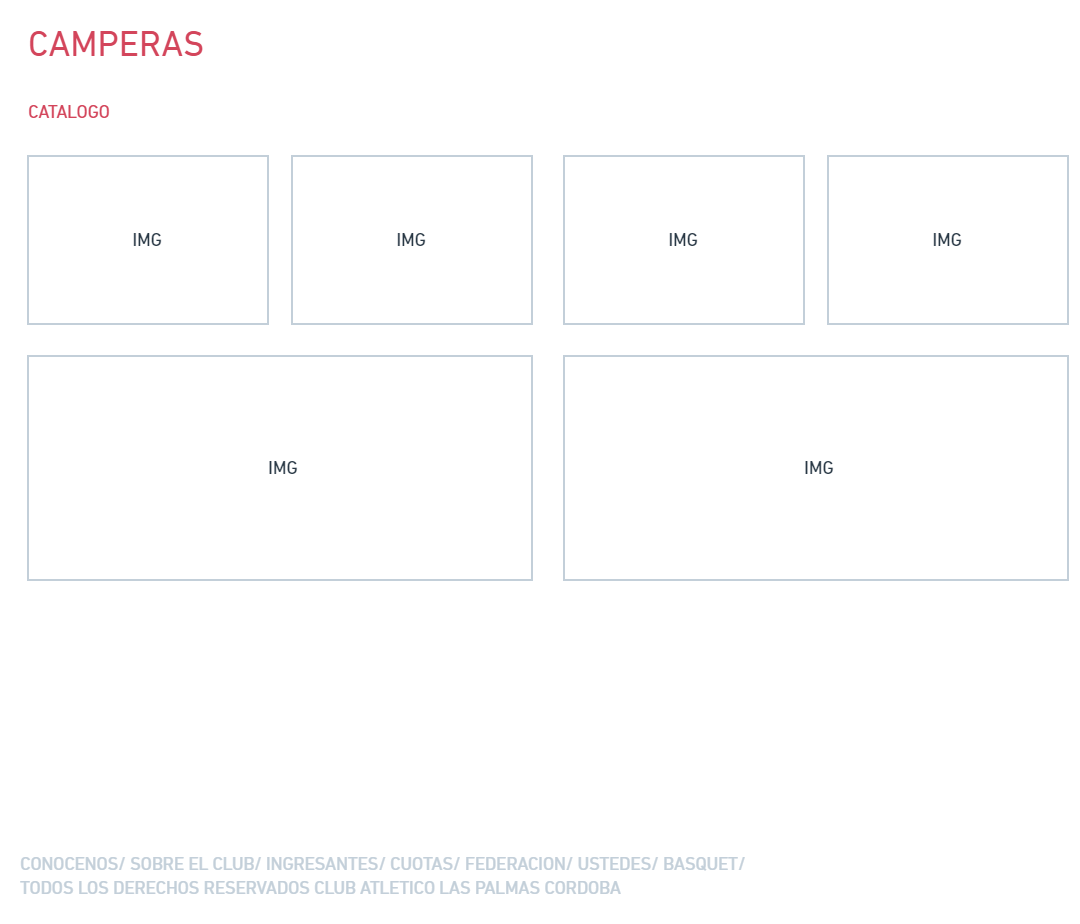 CAMPERAS
CATALOGO
IMG
IMG
IMG
IMG
IMG
IMG
CONOCENOS/ SOBRE EL CLUB/ INGRESANTES/ CUOTAS/ FEDERACION/ USTEDES/ BASQUET/
TODOS LOS DERECHOS RESERVADOS CLUB ATLETICO LAS PALMAS CORDOBA